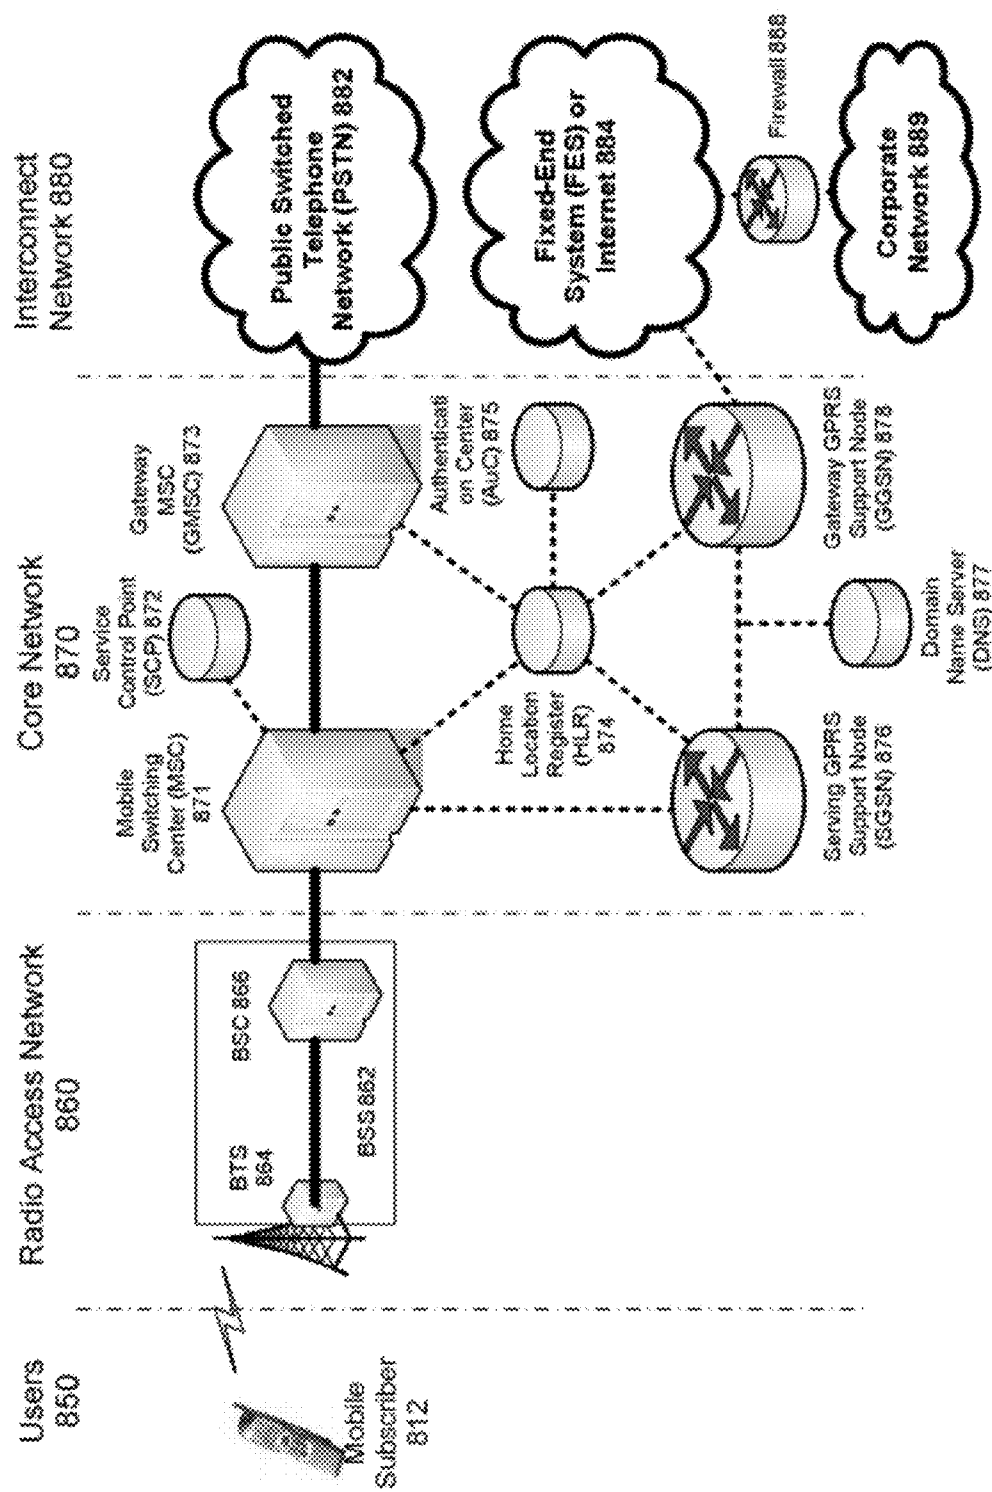 Users
850
Radio Access Network
860
Core Network
870
Interconnect
Network 880
Mobile
Subscriber
812
BTS
864
BSC 866
BSS 862
Mobile
Switching
Center (MSC)
871
Service
Control Point
(SCP) 872
Gateway
MSC
(GMSC) 873
Home
Location
Register
(HLR)
874
Authenticati
on Center
(AuC) 875
Serving GPRS
Support Node
(SGSN) 876
Domain
Name Server
(DNS) 877
Gateway GPRS
Support Node
(GGSN) 878
Public Switched
Telephone
Network (PSTN) 882
Fixed-End
System (FES) or
Internet 884
Firewall 888
Corporate
Network 889